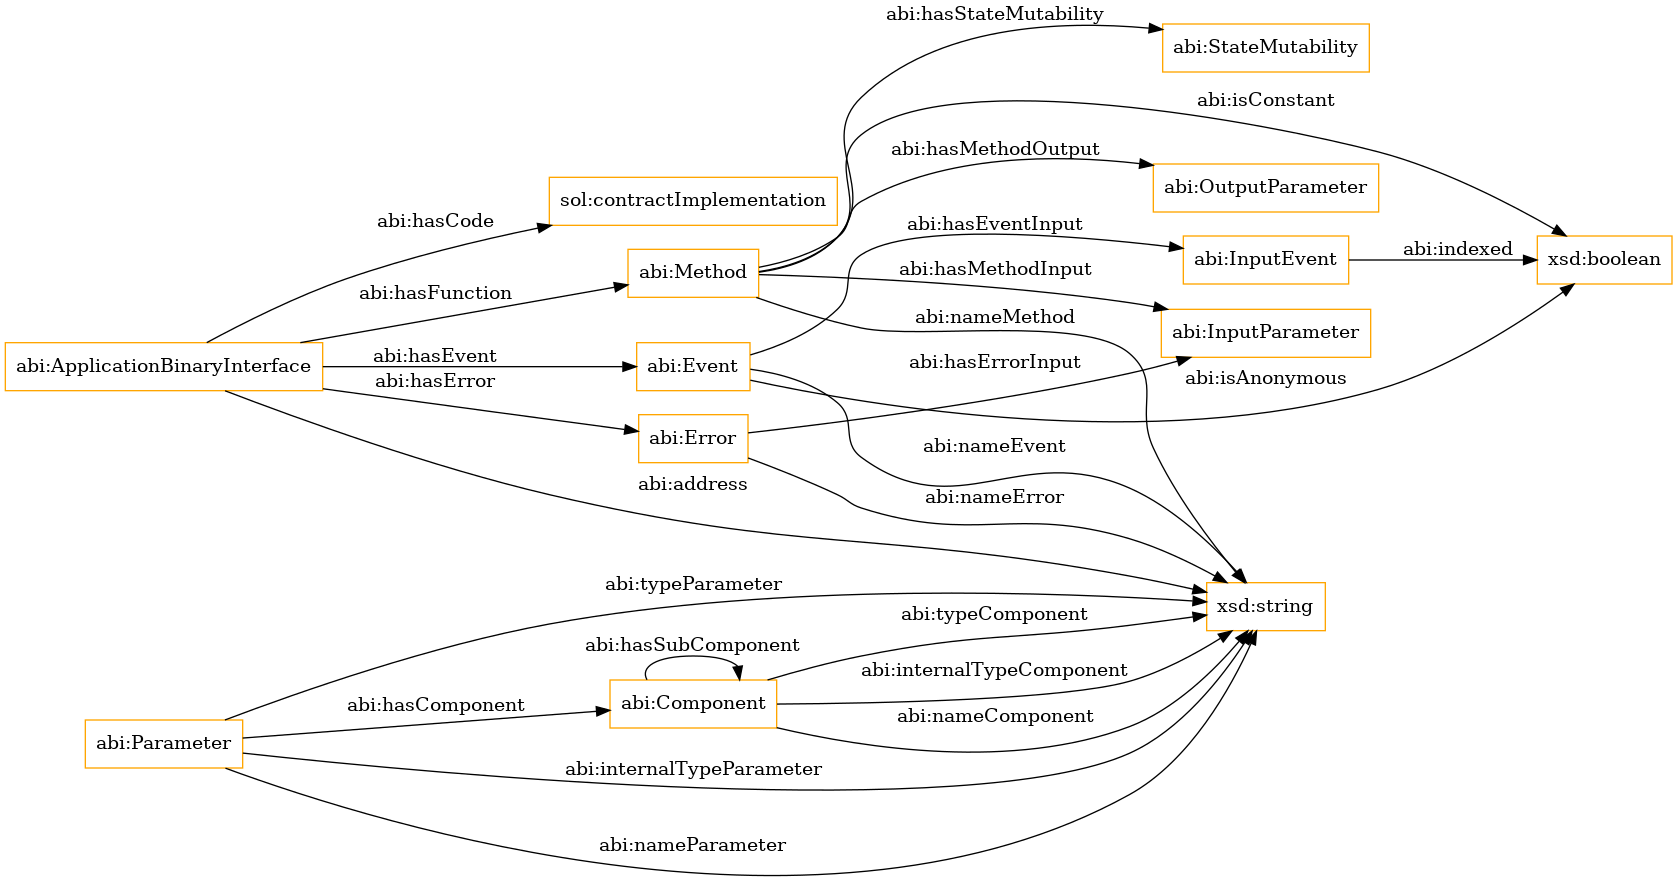 abi:hasStateMutability
abi:StateMutability
abi:isConstant
abi:hasMethodOutput
abi:OutputParameter
sol:contractImplementation
abi:hasCode
abi:hasEventInput
abi:InputEvent
abi:indexed
xsd:boolean
abi:Method
abi:hasMethodInput
abi:hasFunction
abi:nameMethod
abi:InputParameter
abi:ApplicationBinaryInterface
abi:hasEvent
abi:Event
abi:hasErrorInput
abi:hasError
abi:isAnonymous
abi:Error
abi:nameEvent
abi:address
abi:nameError
abi:typeParameter
xsd:string
abi:typeComponent
abi:hasSubComponent
abi:internalTypeComponent
abi:hasComponent
abi:Component
abi:nameComponent
abi:Parameter
abi:internalTypeParameter
abi:nameParameter